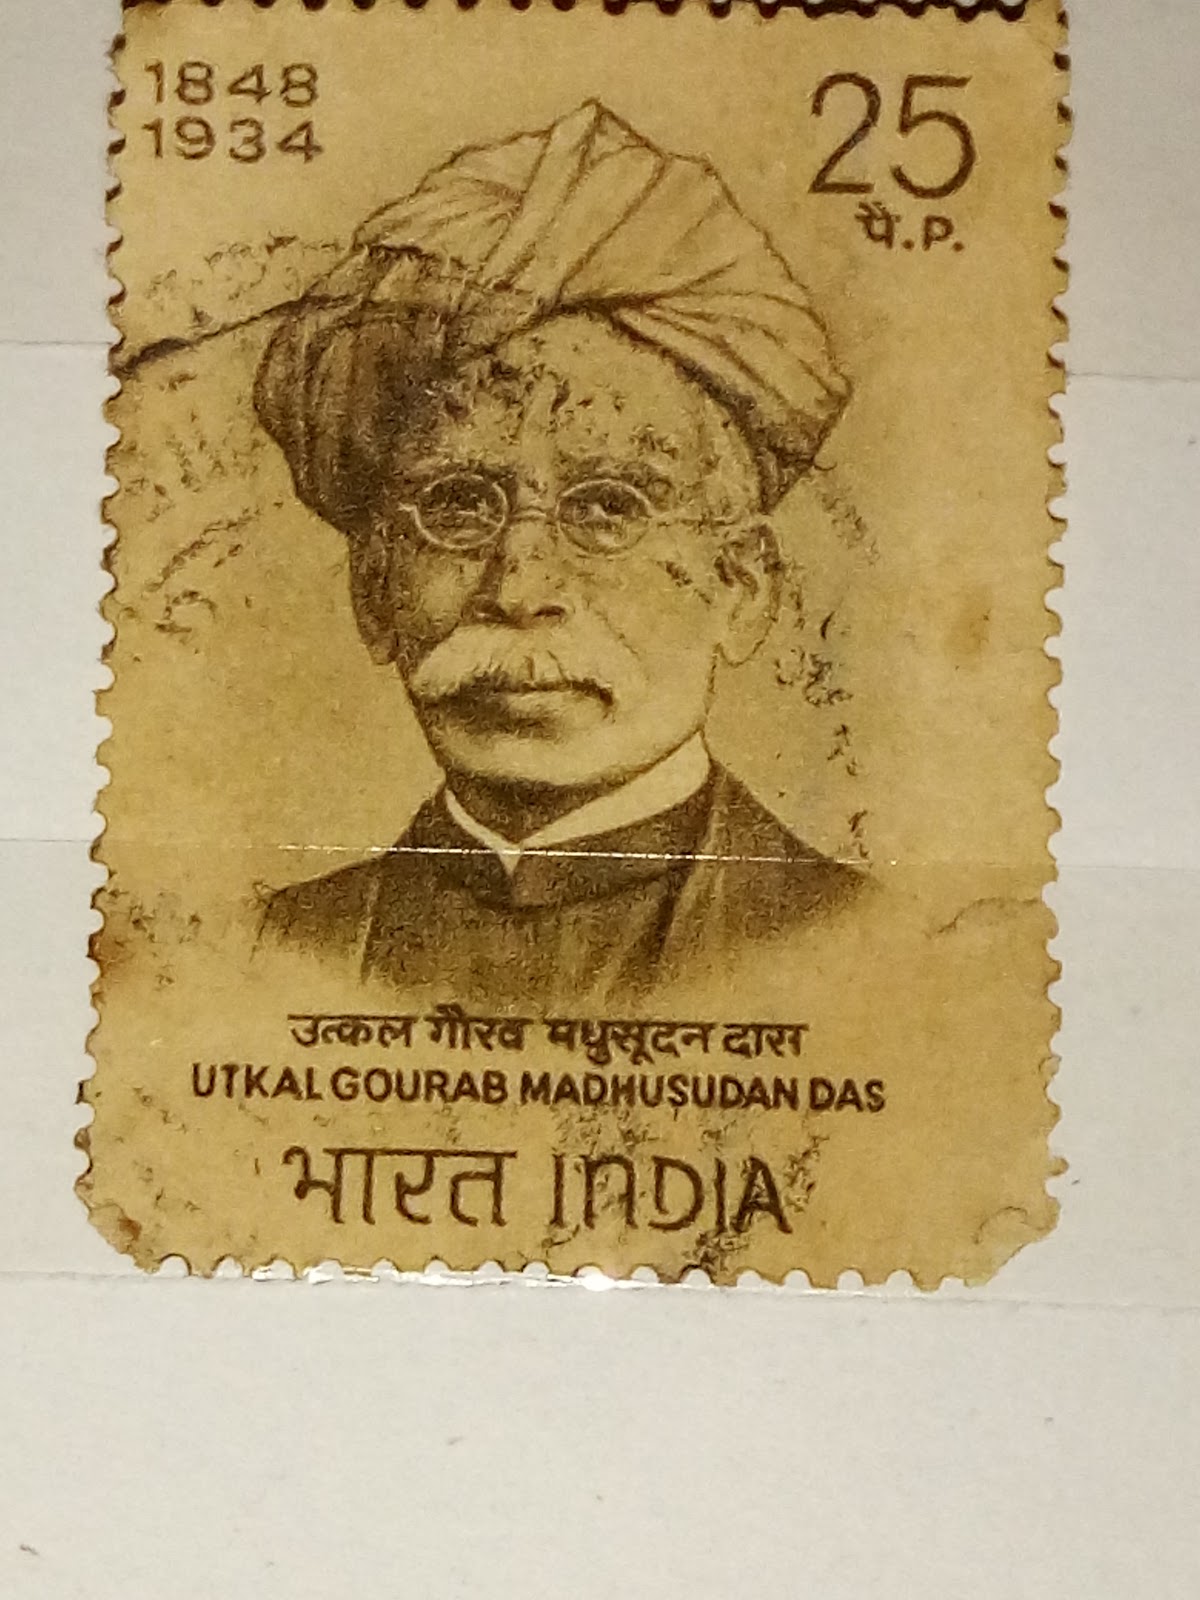 1848
1934
25
पै.P.
उत्कल गौरव मधुसूदन दास
UTKAL GOURAB MADHUSUDAN DAS
भारत INDIA